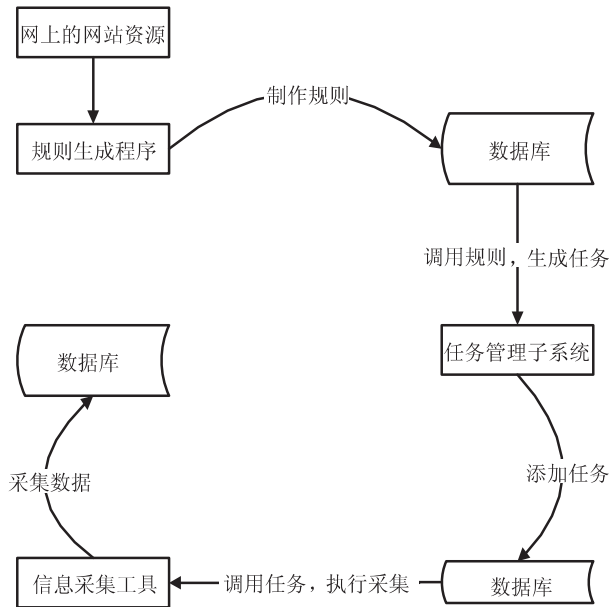 网上的网站资源
规则生成程序
制作规则
数据库
调用规则，生成任务
任务管理子系统
添加任务
数据库
调用任务，执行采集
信息采集工具
采集数据
数据库